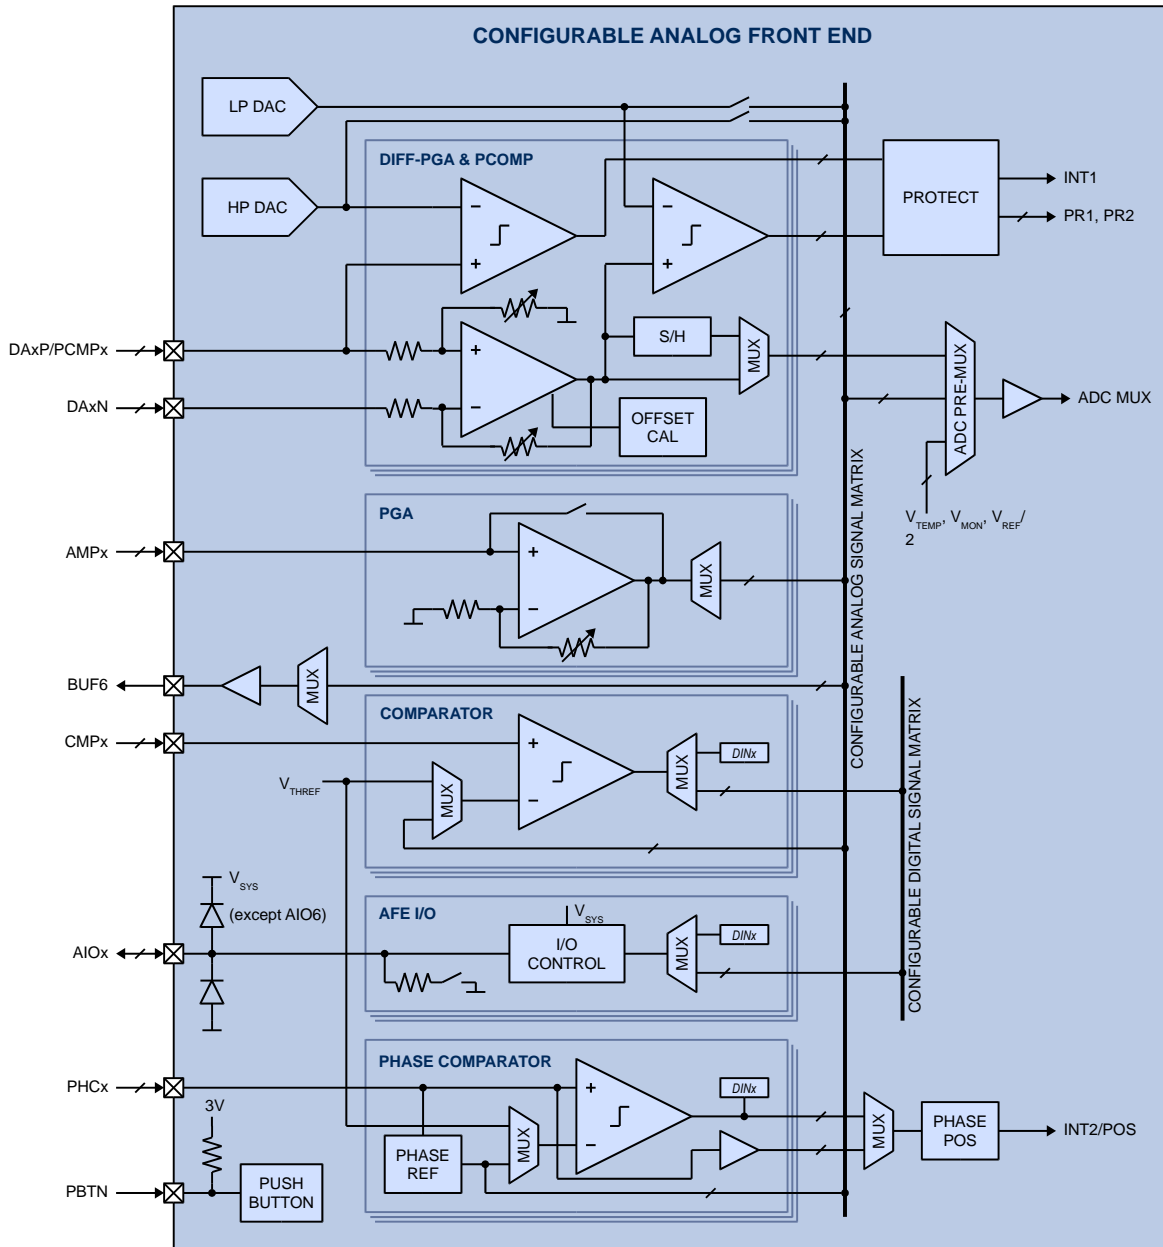 CONFIGURABLE ANALOG FRONT END
LP DAC
HP DAC
DIFF-PGA & PCOMP
PROTECT
INT1
PR1, PR2
DAxP/PCMPx
DAxN
S/H
MUX
OFFSET
CAL
ADC PRE-MUX
ADC MUX
VTEMP, VMON, VREF/
2
CONFIGURABLE ANALOG SIGNAL MATRIX
PGA
AMPx
MUX
BUF6
MUX
COMPARATOR
CMPx
VTHREF
MUX
MUX
DINx
CONFIGURABLE DIGITAL SIGNAL MATRIX
VSYS
(except AIO6)
AFE I/O
AIOx
VSYS
I/O
CONTROL
MUX
DINx
PHASE COMPARATOR
PHCx
3V
PHASE
REF
MUX
DINx
MUX
PHASE
POS
INT2/POS
PBTN
PUSH
BUTTON
+
−
+
−
+
−
+
−
+
−
+
−